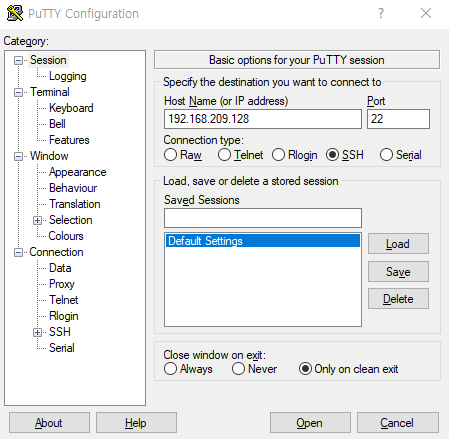 PuTTY Configuration
Category:
Session
Logging
Terminal
Keyboard
Bell
Features
Window
Appearance
Behaviour
Translation
Selection
Colours
Connection
Data
Proxy
Telnet
Rlogin
SSH
Serial
Basic options for your PuTTY session
Specify the destination you want to connect to
Host Name (or IP address) Port
192.168.209.128 22
Connection type:
Raw Telnet Rlogin SSH Serial
Load, save or delete a stored session
Saved Sessions
Default Settings
Load
Save
Delete
Close window on exit:
Always Never Only on clean exit
About Help Open Cancel